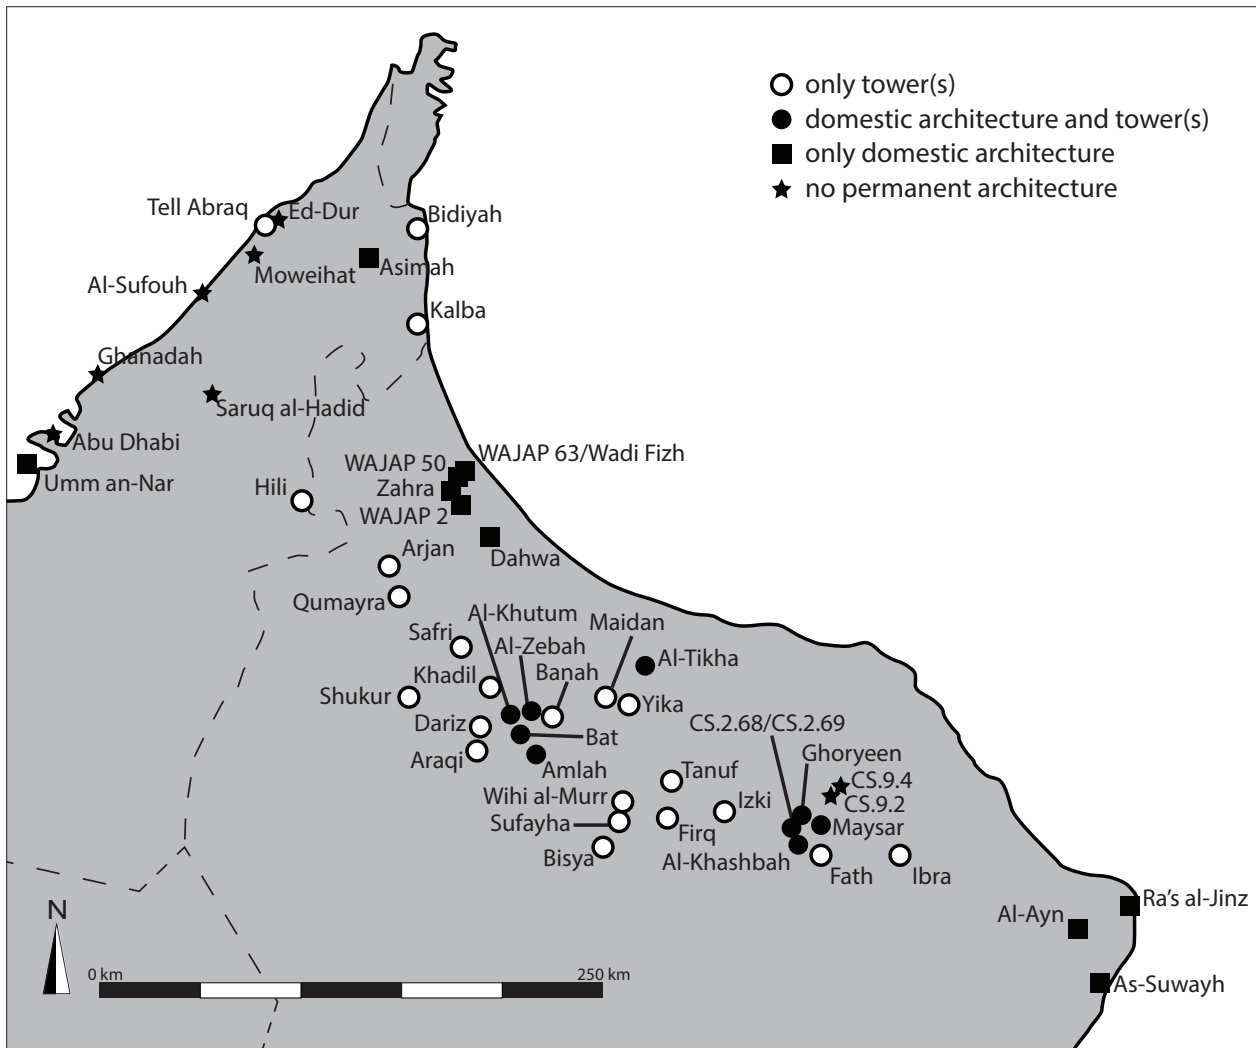 only tower(s)
domestic architecture and tower(s)
only domestic architecture
no permanent architecture
Tell Abraq
Ed-Dur
Bidiyah
Moweihat
Asimah
Al-Sufouh
Kalba
Ghanadah
Saruq al-Hadid
Abu Dhabi
Umm an-Nar
WAJAP 63/Wadi Fizh
WAJAP 50
Zahra
Hili
WAJAP 2
Arjan
Dahwa
Qumayra
Al-Khutum
Maidan
Safri
Al-Zebah
Al-Tikha
Khadil
Banah
Shukur
Yika
Dariz
CS.2.68/CS.2.69
Bat
Araqi
Ghoryeen
Amlah
Tanuf
CS.9.4
Wihi al-Murr
Izki
CS.9.2
Sufayha
Firq
Maysar
Bisya
Al-Khashbah
Fath
Ibra
Ra's al-Jinz
Al-Ayn
As-Suwayh
N
0 km
250 km